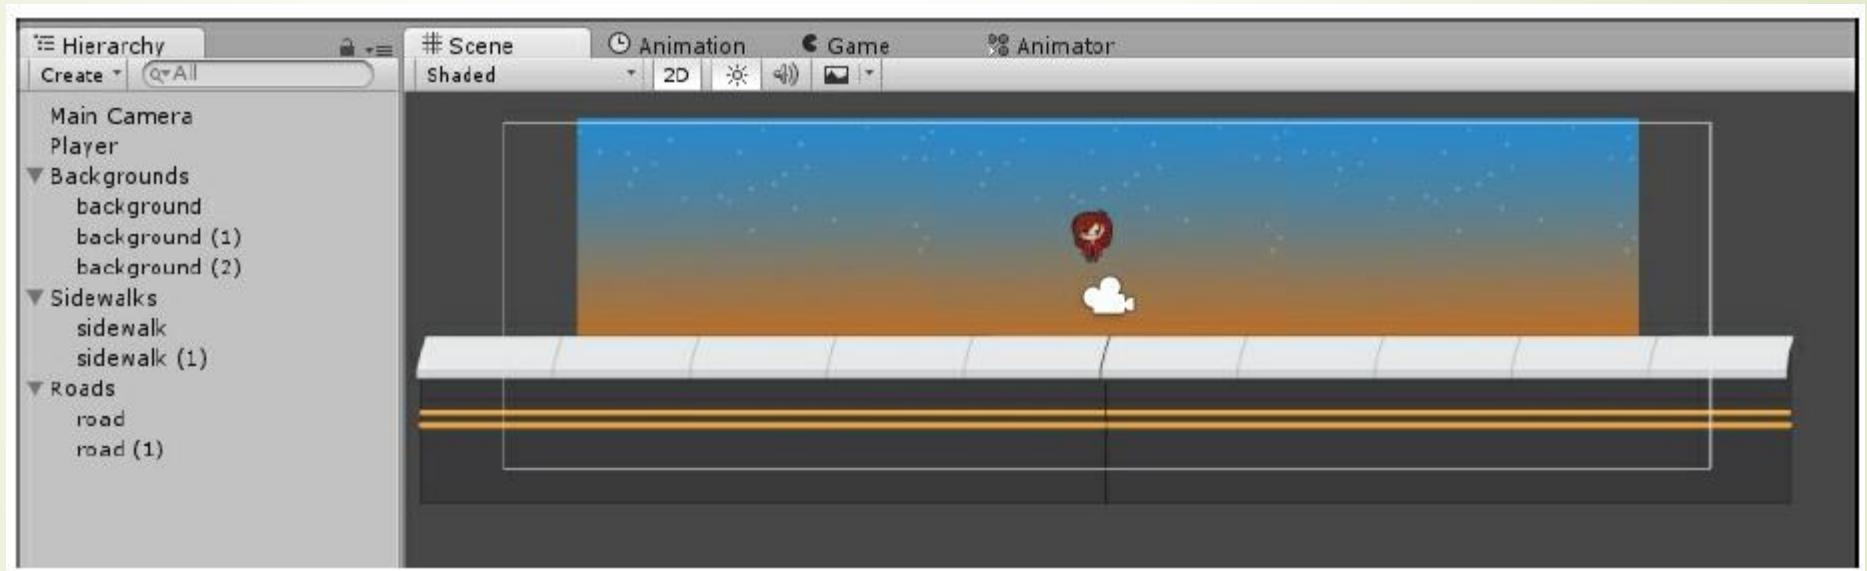 Hierarchy
Create All
Main Camera
Player
Backgrounds
background
background (1)
background (2)
Sidewalks
sidewalk
sidewalk (1)
Roads
road
road (1)
Scene Animation Game Animator
Shaded 2D